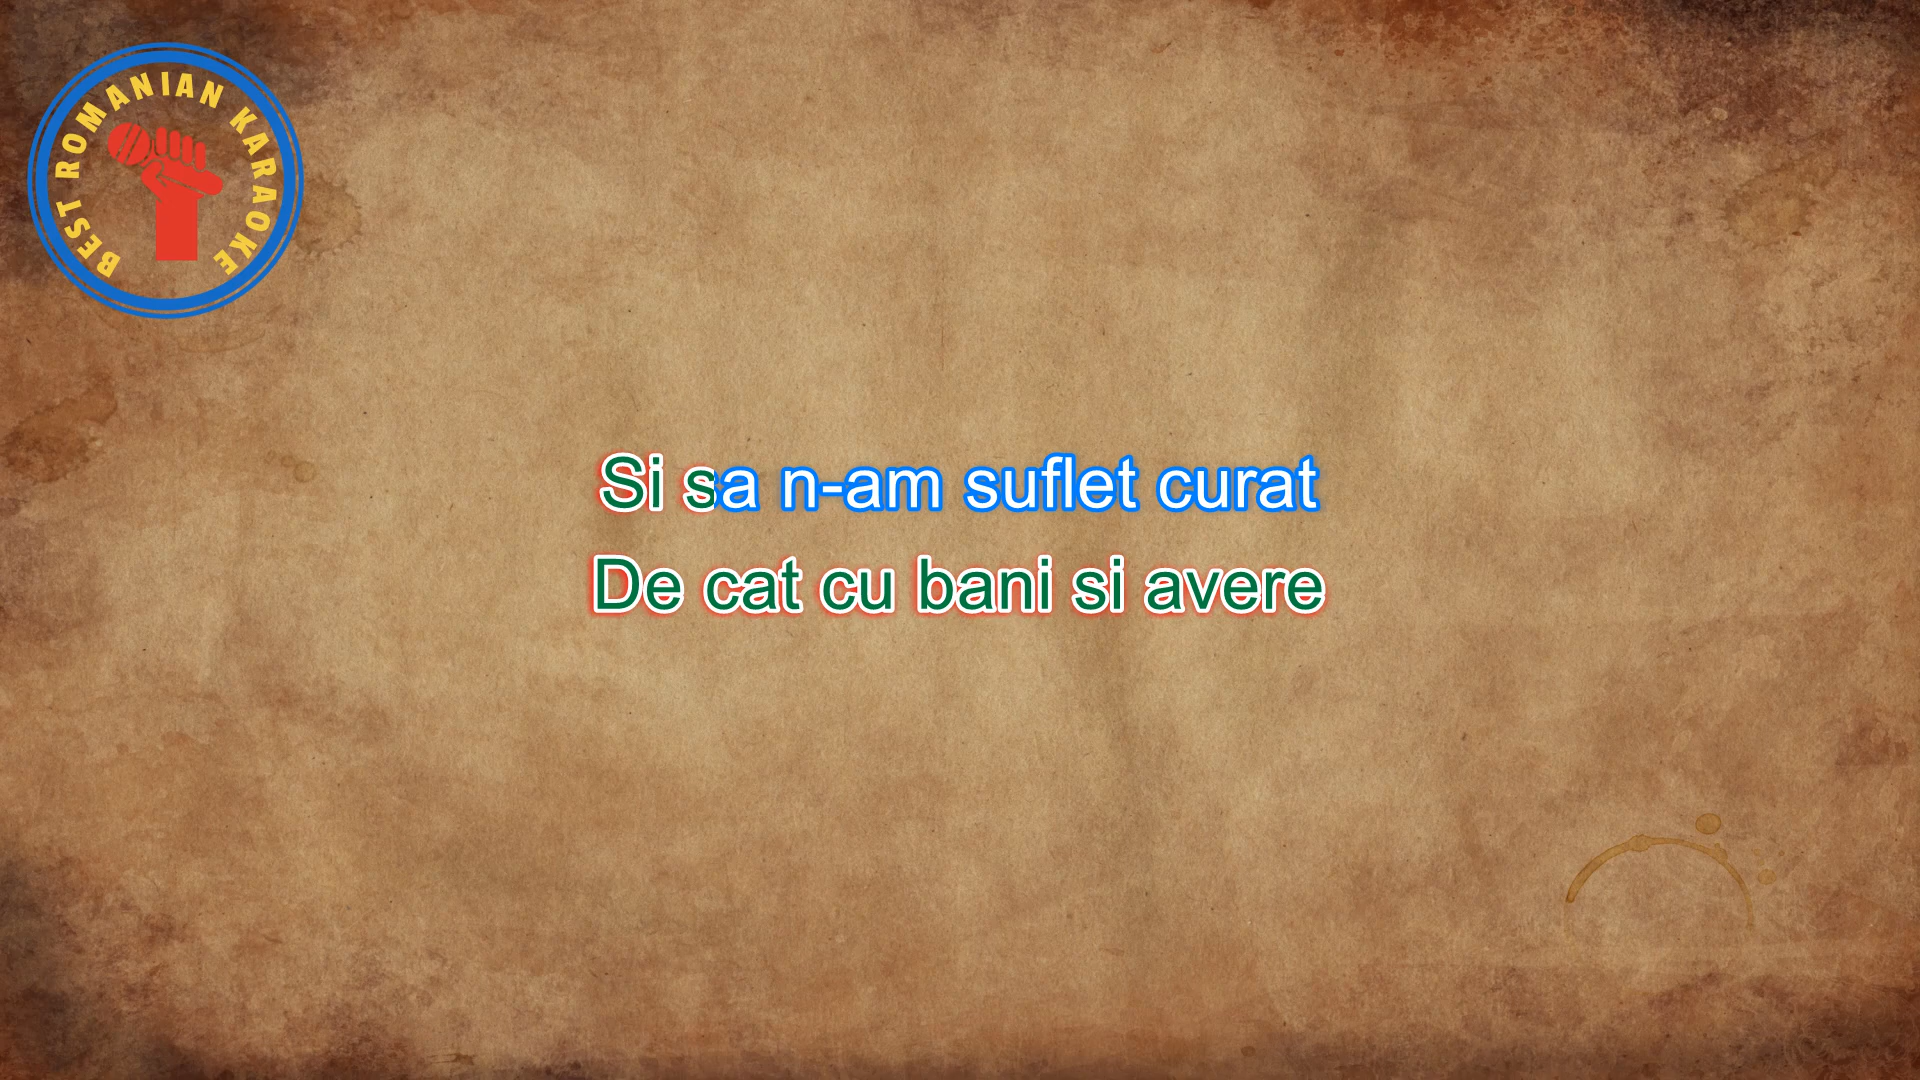 BEST ROMANIAN KARAOKE
Si sa n-am suflet curat
De cat cu bani si avere